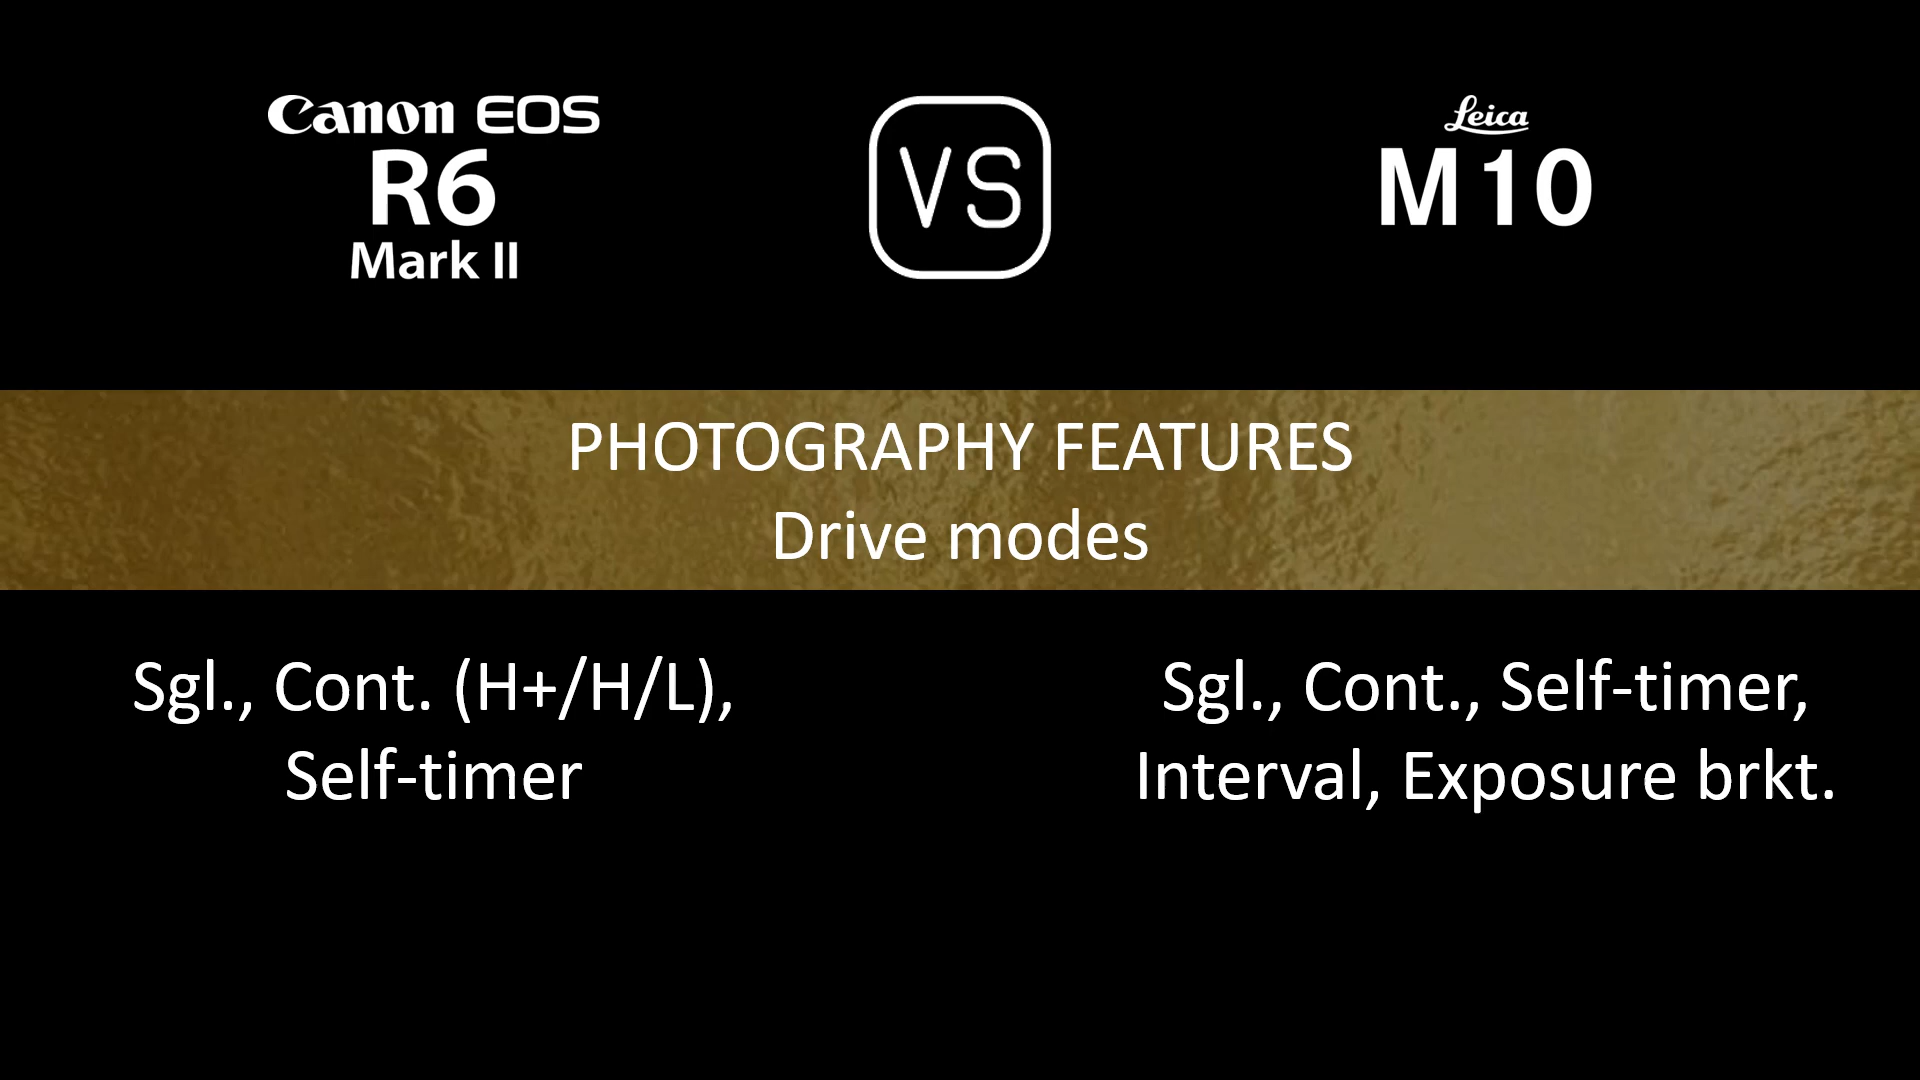 Canon EOS
R6
Mark II
VS
Leica
M10
PHOTOGRAPHY FEATURES
Drive modes
Sgl., Cont. (H+/H/L),
Self-timer
Sgl., Cont., Self-timer,
Interval, Exposure brkt.